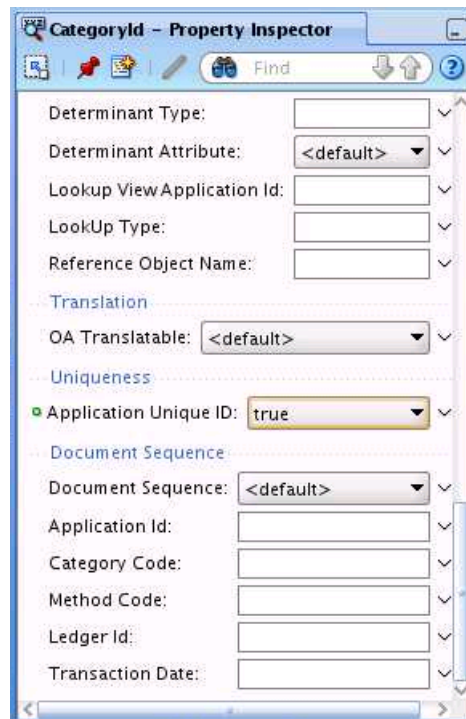 CategoryId - Property Inspector
Find
Determinant Type:
Determinant Attribute: <default>
Lookup View Application Id:
LookUp Type:
Reference Object Name:
Translation
OA Translatable: <default>
Uniqueness
Application Unique ID: true
Document Sequence
Document Sequence: <default>
Application Id:
Category Code:
Method Code:
Ledger Id:
Transaction Date: